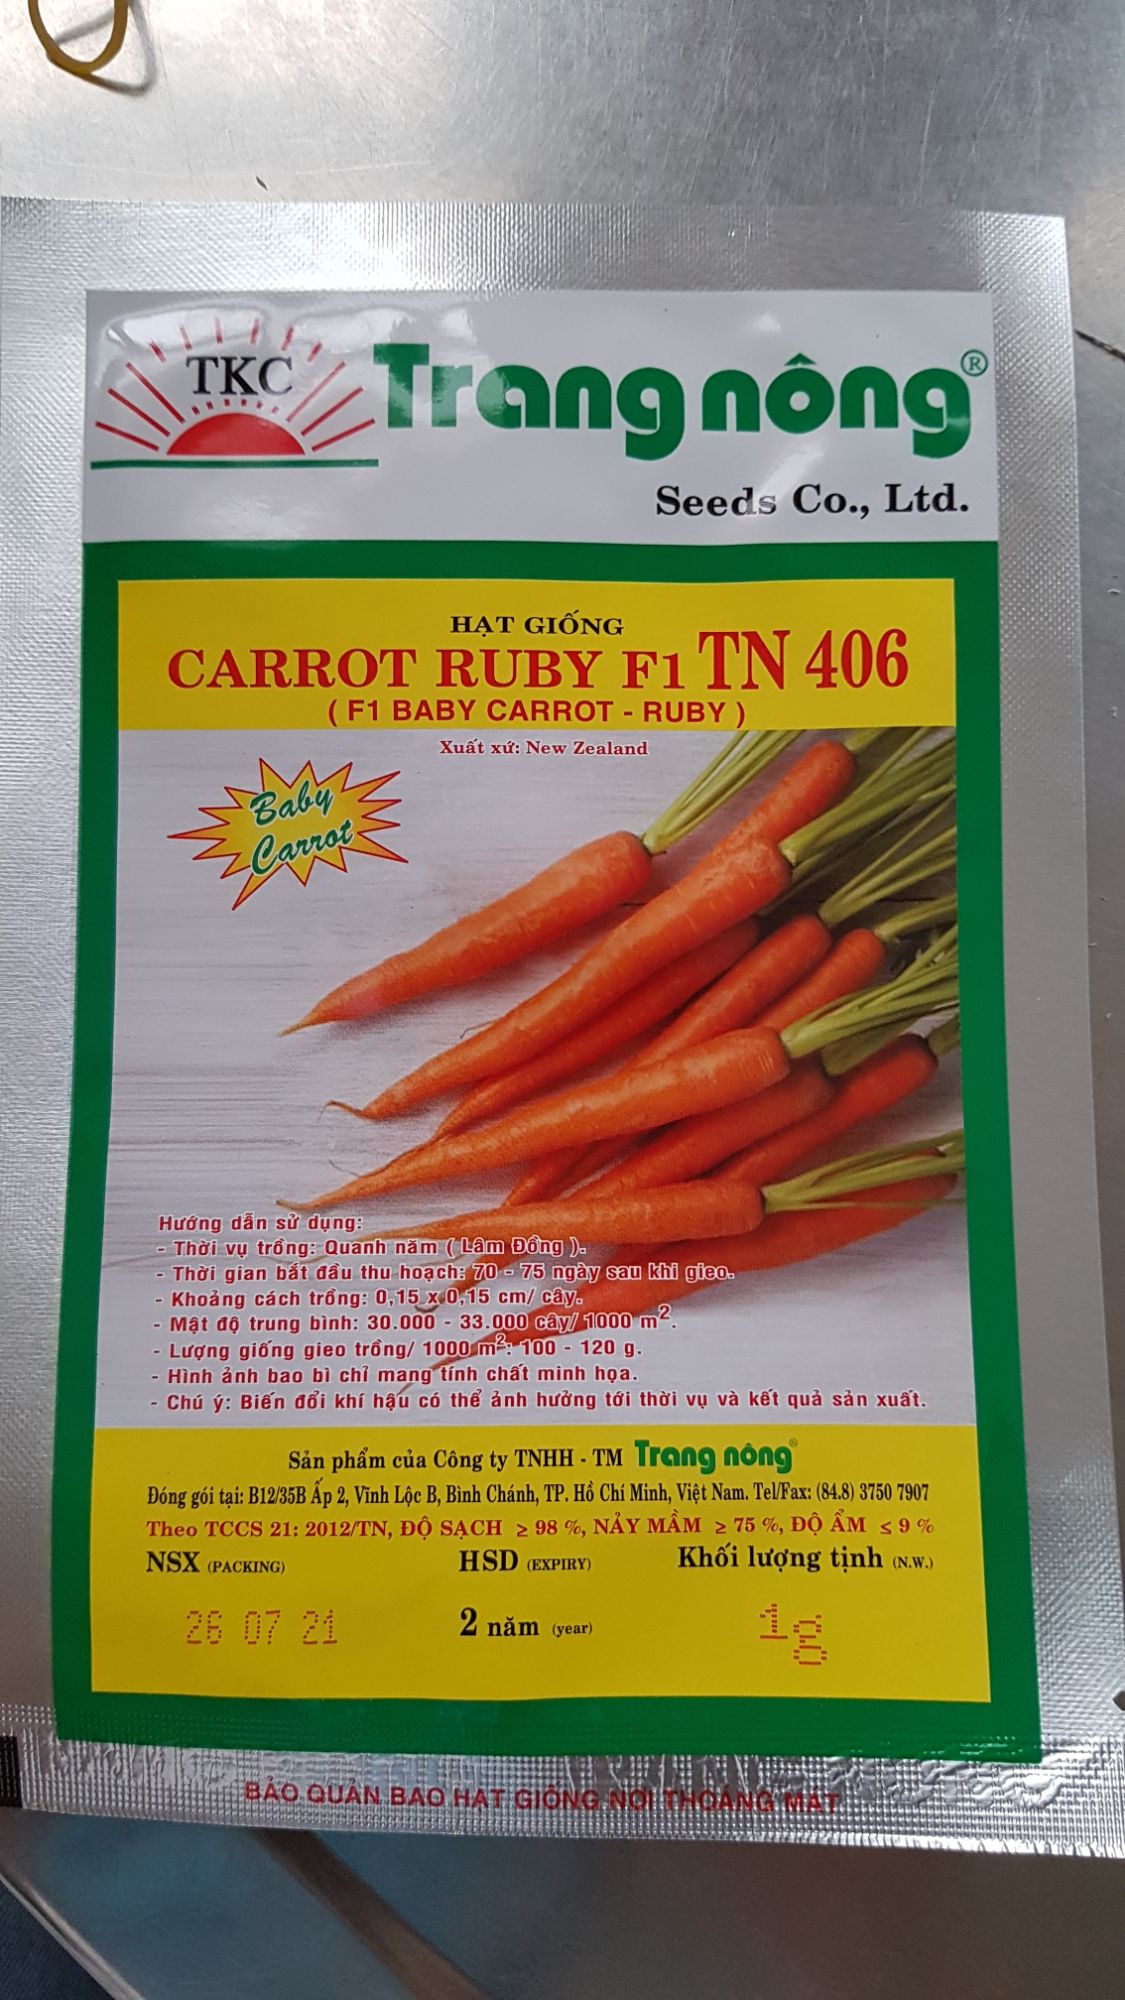 TKC Trang nông®
Seeds Co., Ltd.
HẠT GIỐNG
CARROT RUBY F1 TN 406
( F1 BABY CARROT - RUBY )
Xuất xứ: New Zealand
Baby
Carrot
Hướng dẫn sử dụng:
- Thời vụ trồng: Quanh năm ( Lâm Đồng ).
- Thời gian bắt đầu thu hoạch: 70 - 75 ngày sau khi gieo.
- Khoảng cách trồng: 0,15 x 0,15 cm/ cây.
- Mật độ trung bình: 30.000 - 33.000 cây/ 1000 m².
- Lượng giống gieo trồng/ 1000 m²: 100 - 120 g.
- Hình ảnh bao bì chỉ mang tính chất minh họa.
- Chú ý: Biến đổi khí hậu có thể ảnh hưởng tới thời vụ và kết quả sản xuất.
Sản phẩm của Công ty TNHH - TM Trang nông®
Đóng gói tại: B12/35B Ấp 2, Vĩnh Lộc B, Bình Chánh, TP. Hồ Chí Minh, Việt Nam. Tel/Fax: (84.8) 3750 7907
Theo TCCS 21: 2012/TN, ĐỘ SẠCH ≥ 98 %, NẢY MẦM ≥ 75 %, ĐỘ ẨM ≤ 9 %
NSX (PACKING) HSD (EXPIRY) Khối lượng tịnh (N.W.)
26 07 21 2 năm (year) 1g
BẢO QUẢN BAO HẠT GIỐNG NƠI THOÁNG MÁT